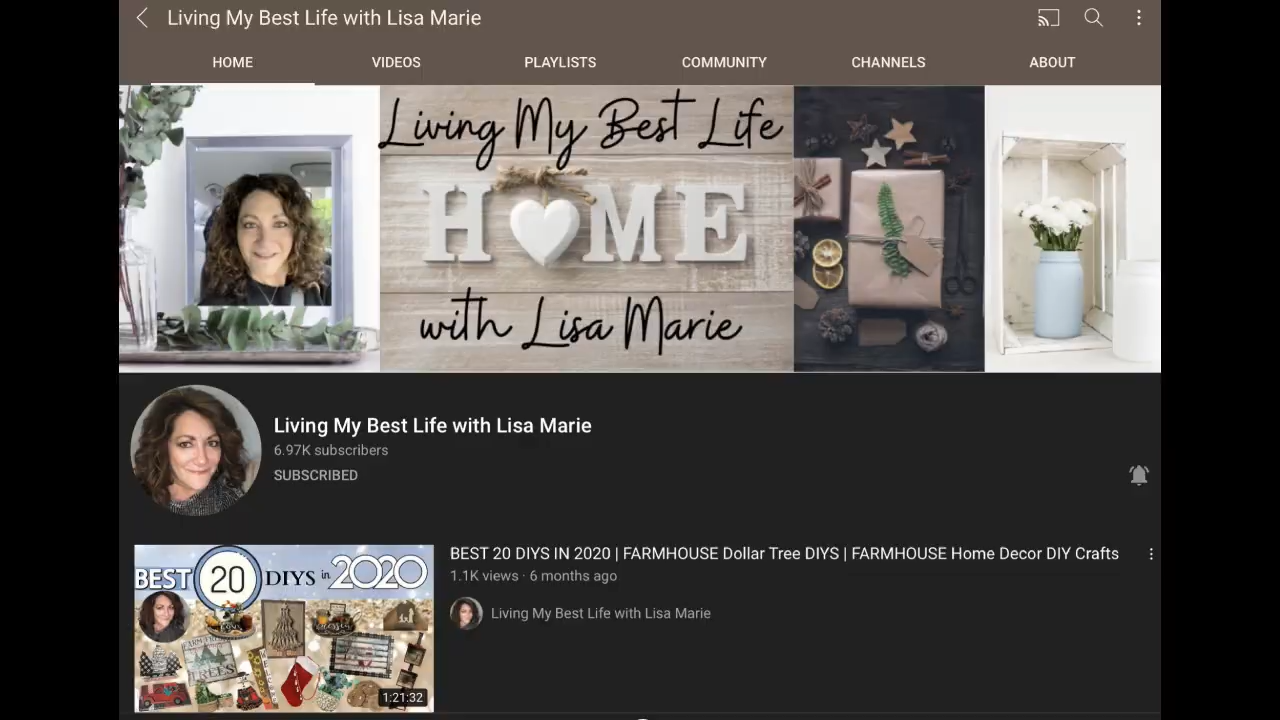 Living My Best Life with Lisa Marie
HOME VIDEOS PLAYLISTS COMMUNITY CHANNELS ABOUT
Living My Best Life
HOME
with Lisa Marie
Living My Best Life with Lisa Marie
6.97K subscribers
SUBSCRIBED
BEST 20 DIYS in 2020
FARM
TREES
1:21:32
BEST 20 DIYS IN 2020 | FARMHOUSE Dollar Tree DIYS | FARMHOUSE Home Decor DIY Crafts
1.1K views · 6 months ago
Living My Best Life with Lisa Marie